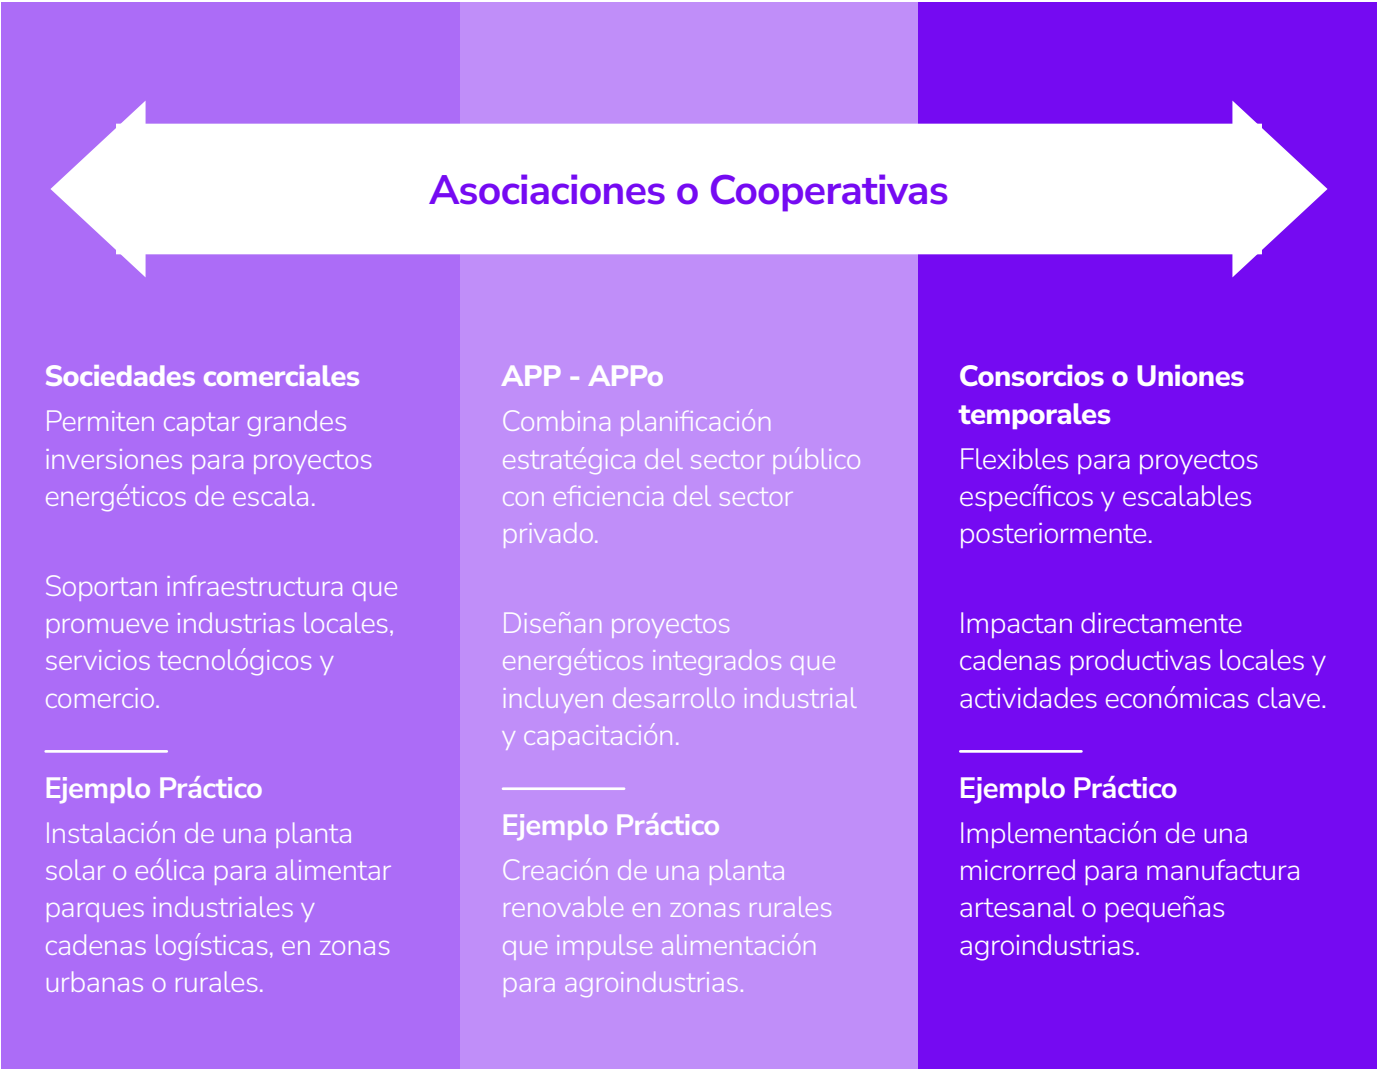 Asociaciones o Cooperativas
Sociedades comerciales
Permiten captar grandes
inversiones para proyectos
energéticos de escala.
Soportan infraestructura que
promueve industrias locales,
servicios tecnológicos y
comercio.
Ejemplo Práctico
Instalación de una planta
solar o eólica para alimentar
parques industriales y
cadenas logísticas, en zonas
urbanas o rurales.
APP - APPo
Combina planificación
estratégica del sector público
con eficiencia del sector
privado.
Diseñan proyectos
energéticos integrados que
incluyen desarrollo industrial
y capacitación.
Ejemplo Práctico
Creación de una planta
renovable en zonas rurales
que impulse alimentación
para agroindustrias.
Consorcios o Uniones
temporales
Flexibles para proyectos
específicos y escalables
posteriormente.
Impactan directamente
cadenas productivas locales y
actividades económicas clave.
Ejemplo Práctico
Implementación de una
microrred para manufactura
artesanal o pequeñas
agroindustrias.